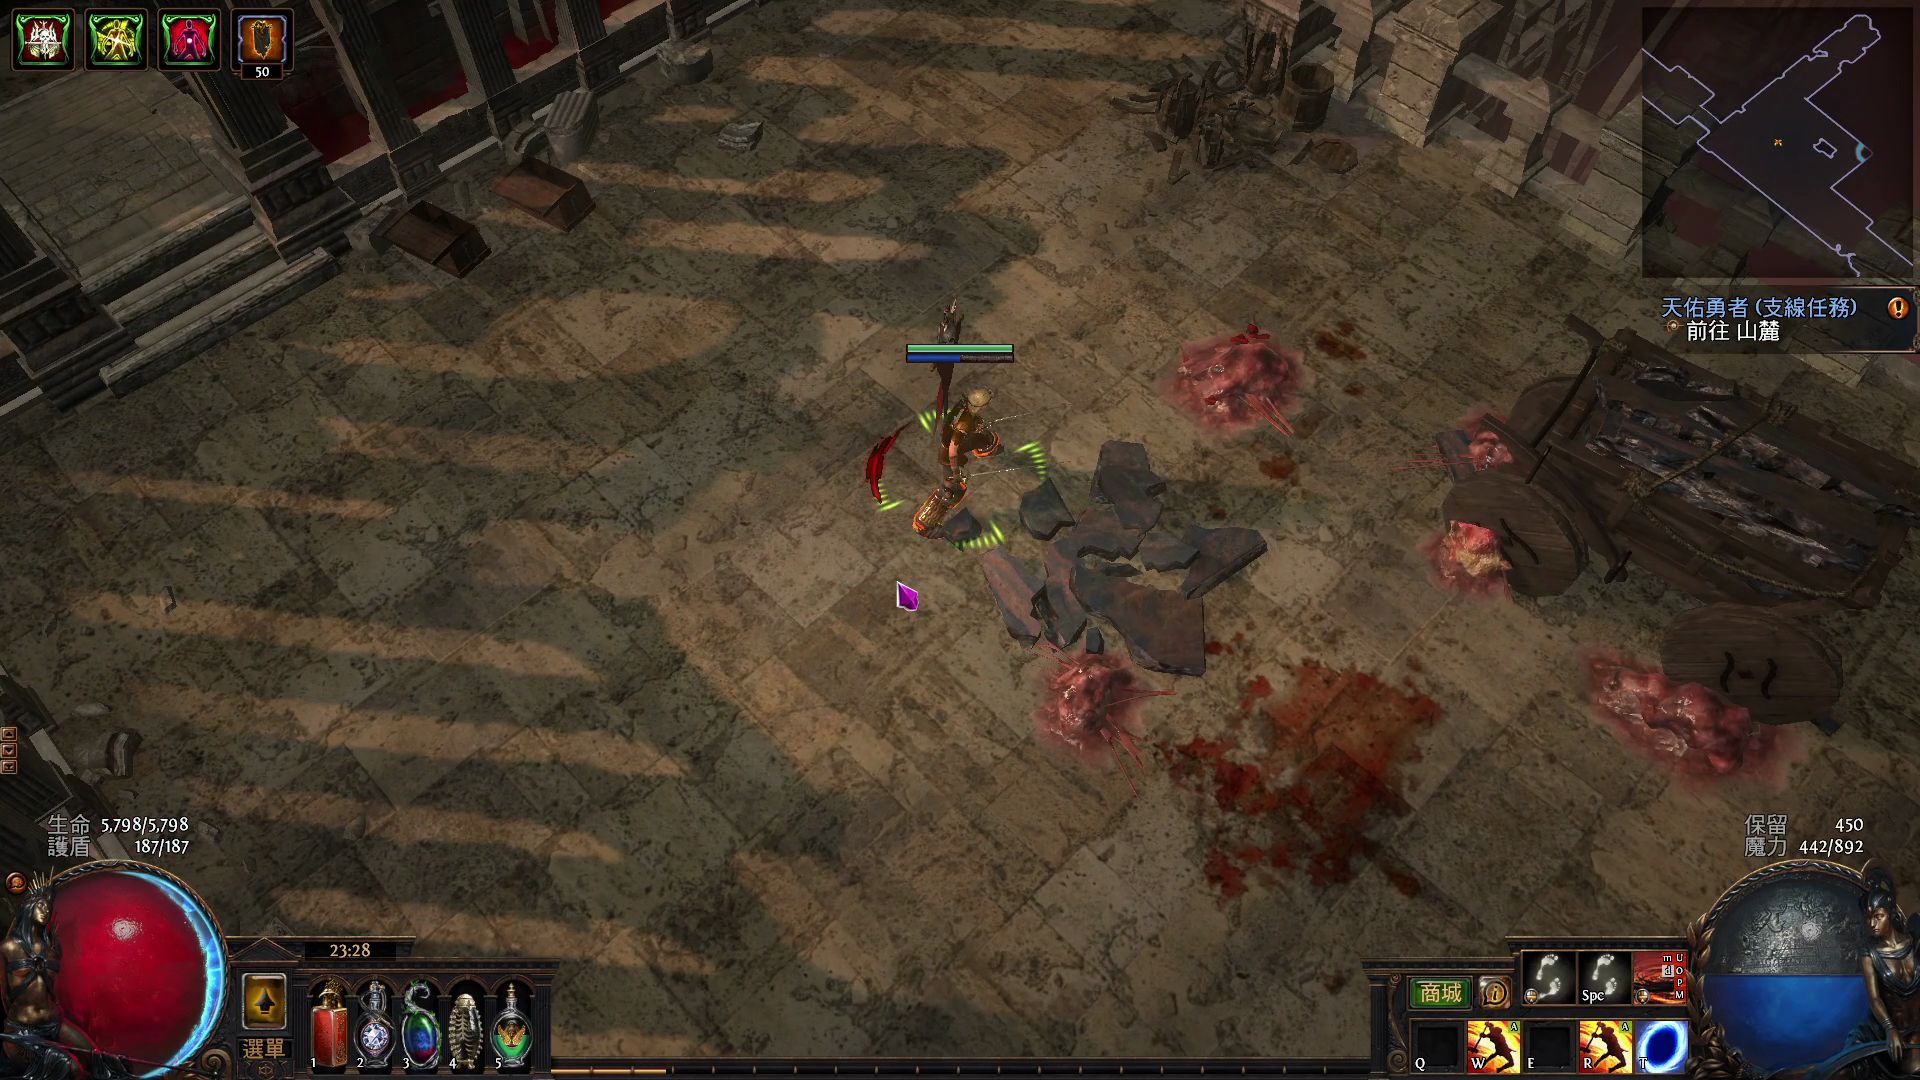 50
天佑勇者 (支線任務)
前往 山麓
生命 5,798/5,798
護盾 187/187
保留 450
魔力 442/892
23:28
選單
1
2
3
4
5
商城
Spc
m U
d O
P
M
Q
W A
E
R A
T